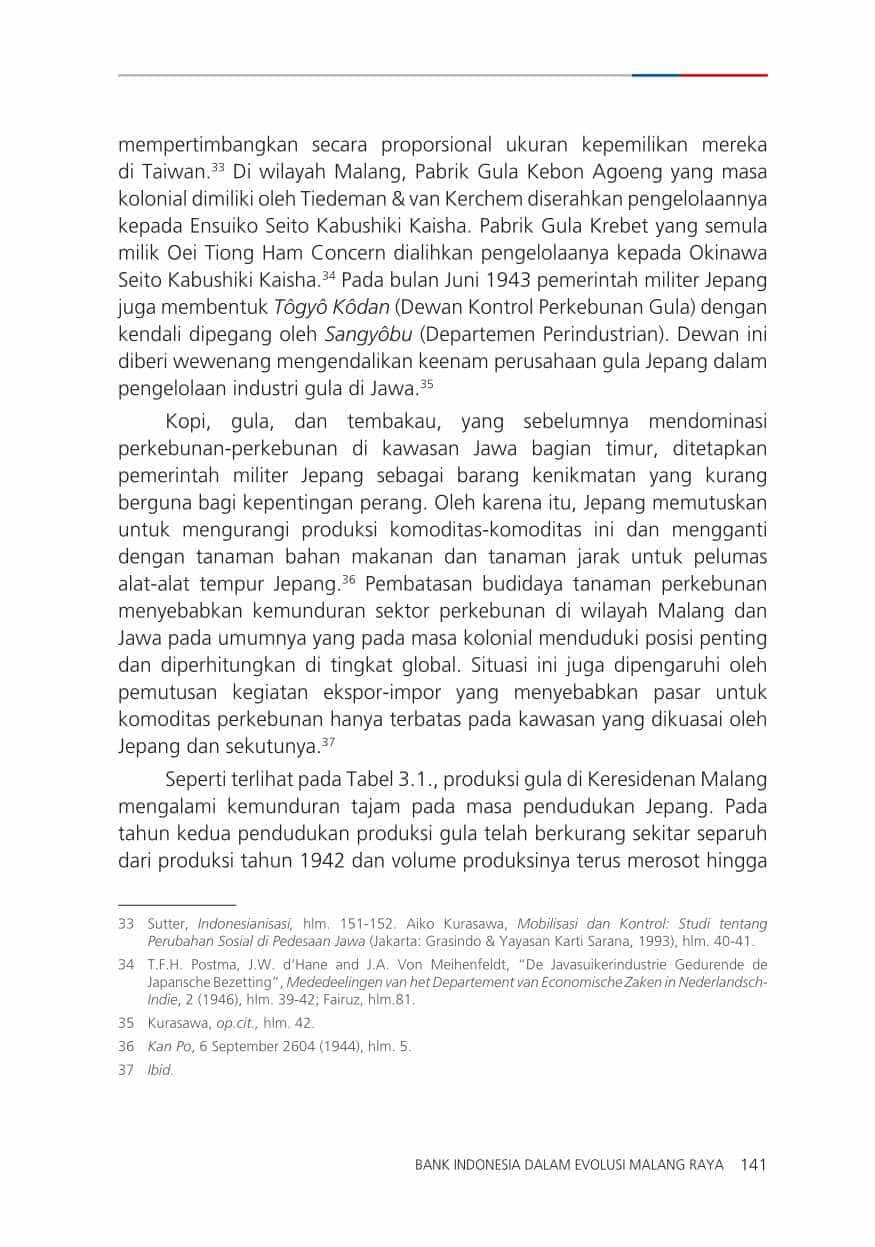 mempertimbangkan secara proporsional ukuran kepemilikan mereka
di Taiwan.33 Di wilayah Malang, Pabrik Gula Kebon Agoeng yang masa
kolonial dimiliki oleh Tiedeman & van Kerchem diserahkan pengelolaannya
kepada Ensuiko Seito Kabushiki Kaisha. Pabrik Gula Krebet yang semula
milik Oei Tiong Ham Concern dialihkan pengelolaanya kepada Okinawa
Seito Kabushiki Kaisha.34 Pada bulan Juni 1943 pemerintah militer Jepang
juga membentuk Tôgyô Kôdan (Dewan Kontrol Perkebunan Gula) dengan
kendali dipegang oleh Sangyôbu (Departemen Perindustrian). Dewan ini
diberi wewenang mengendalikan keenam perusahaan gula Jepang dalam
pengelolaan industri gula di Jawa.35
Kopi, gula, dan tembakau, yang sebelumnya mendominasi
perkebunan-perkebunan di kawasan Jawa bagian timur, ditetapkan
pemerintah militer Jepang sebagai barang kenikmatan yang kurang
berguna bagi kepentingan perang. Oleh karena itu, Jepang memutuskan
untuk mengurangi produksi komoditas-komoditas ini dan mengganti
dengan tanaman bahan makanan dan tanaman jarak untuk pelumas
alat-alat tempur Jepang.36 Pembatasan budidaya tanaman perkebunan
menyebabkan kemunduran sektor perkebunan di wilayah Malang dan
Jawa pada umumnya yang pada masa kolonial menduduki posisi penting
dan diperhitungkan di tingkat global. Situasi ini juga dipengaruhi oleh
pemutusan kegiatan ekspor-impor yang menyebabkan pasar untuk
komoditas perkebunan hanya terbatas pada kawasan yang dikuasai oleh
Jepang dan sekutunya.37
Seperti terlihat pada Tabel 3.1., produksi gula di Keresidenan Malang
mengalami kemunduran tajam pada masa pendudukan Jepang. Pada
tahun kedua pendudukan produksi gula telah berkurang sekitar separuh
dari produksi tahun 1942 dan volume produksinya terus merosot hingga
33 Sutter, Indonesianisasi, hlm. 151-152. Aiko Kurasawa, Mobilisasi dan Kontrol: Studi tentang
Perubahan Sosial di Pedesaan Jawa (Jakarta: Grasindo & Yayasan Karti Sarana, 1993), hlm. 40-41.
34 T.F.H. Postma, J.W. d’Hane and J.A. Von Meihenfeldt, “De Javasuikerindustrie Gedurende de
Japansche Bezetting”, Mededeelingen van het Departement van Economische Zaken in Nederlandsch-
Indie, 2 (1946), hlm. 39-42; Fairuz, hlm.81.
35 Kurasawa, op.cit., hlm. 42.
36 Kan Po, 6 September 2604 (1944), hlm. 5.
37 Ibid.
BANK INDONESIA DALAM EVOLUSI MALANG RAYA 141